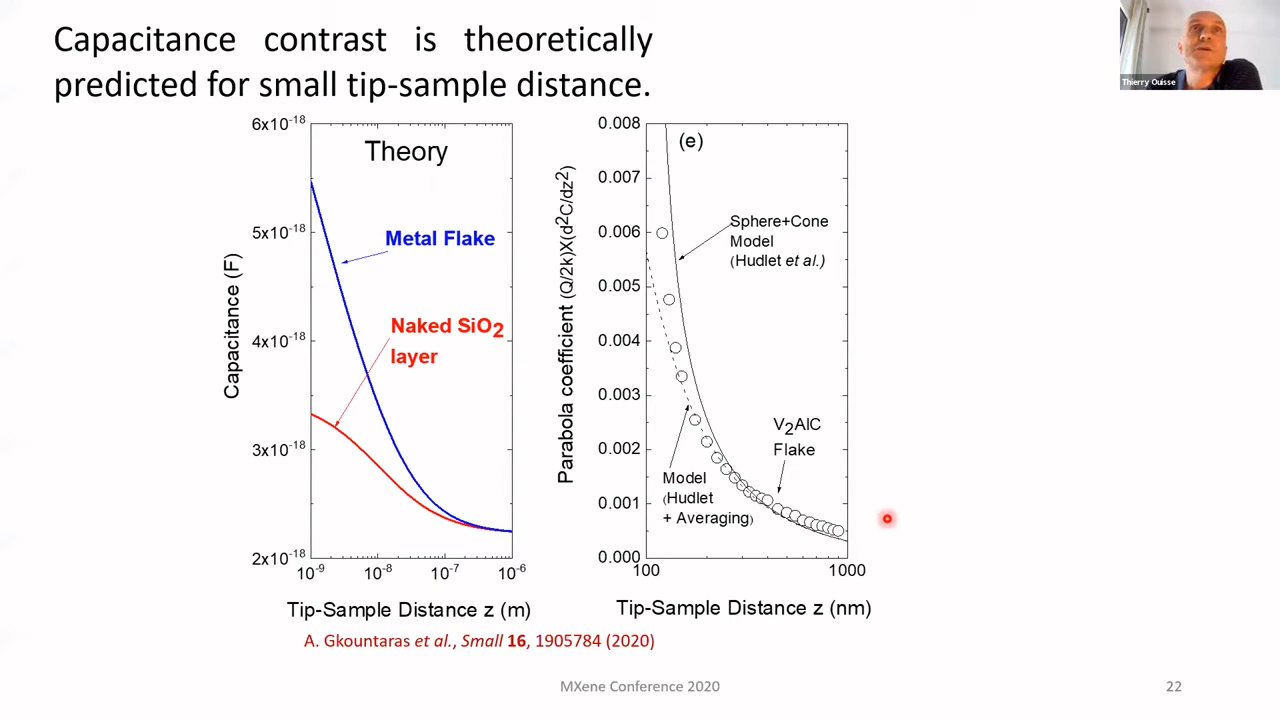 Capacitance contrast is theoretically
predicted for small tip-sample distance.
Thierry Ouisse
6x10⁻¹⁸
5x10⁻¹⁸
4x10⁻¹⁸
3x10⁻¹⁸
2x10⁻¹⁸
Capacitance (F)
Theory
Metal Flake
Naked SiO₂
layer
10⁻⁹ 10⁻⁸ 10⁻⁷ 10⁻⁶
Tip-Sample Distance z (m)
0.008
0.007
0.006
0.005
0.004
0.003
0.002
0.001
0.000
Parabola coefficient (Q/2k)X(d²C/dz²)
(e)
Sphere+Cone
Model
(Hudlet et al.)
V₂AlC
Flake
Model
(Hudlet
+ Averaging)
100 1000
Tip-Sample Distance z (nm)
A. Gkountaras et al., Small 16, 1905784 (2020)
MXene Conference 2020
22